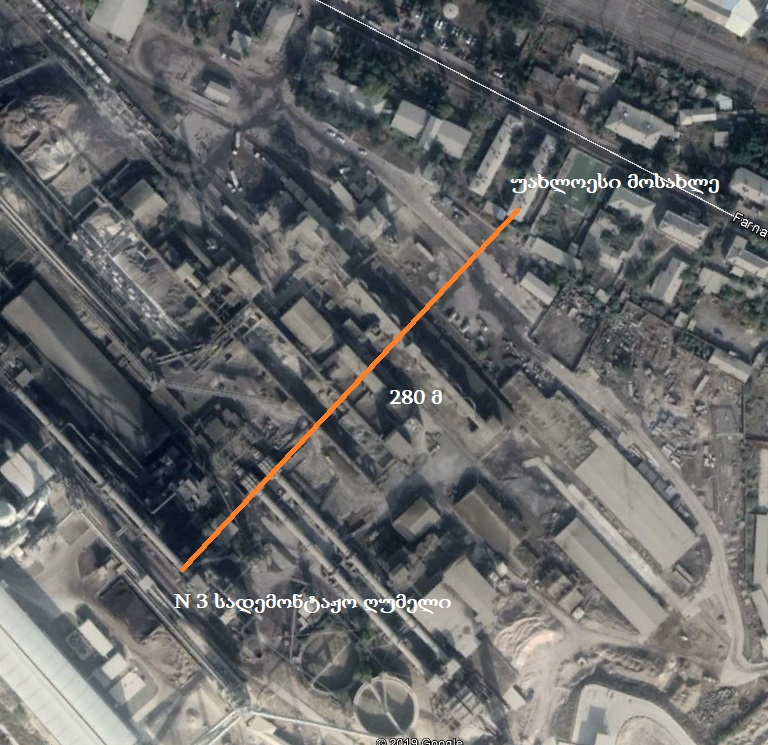 უახლოესი მოსახლე
Farna
280 მ
N 3 სადემონტაჟო ღუმელი
© 2019 Google